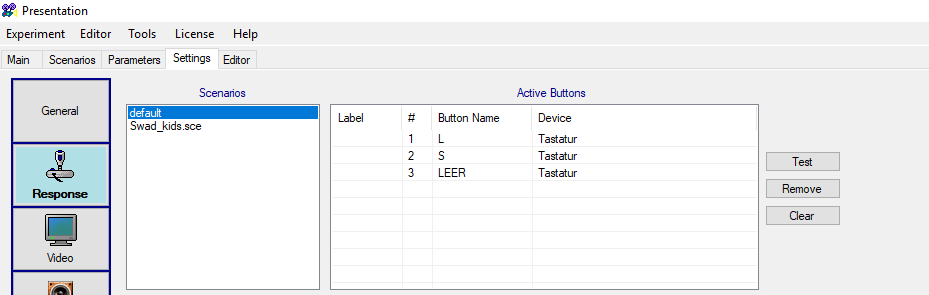 Presentation
Experiment Editor Tools License Help
Main Scenarios Parameters Settings Editor
General
Response
Video
Scenarios
default
Swad_kids.sce
Active Buttons
Label # Button Name Device
1 L Tastatur
2 S Tastatur
3 LEER Tastatur
Test
Remove
Clear